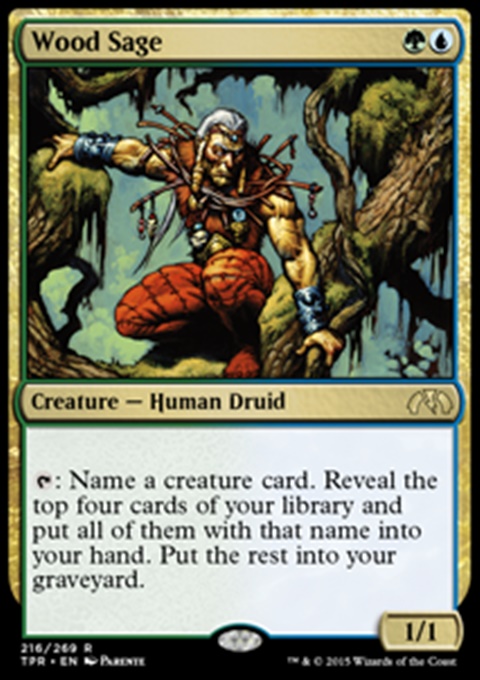 Wood Sage
Creature — Human Druid
: Name a creature card. Reveal the
top four cards of your library and
put all of them with that name into
your hand. Put the rest into your
graveyard.
1/1
216/269 R
TPR • EN Parente
™ & © 2015 Wizards of the Coast